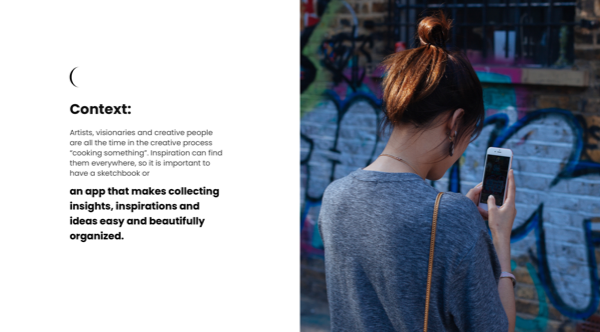 Context:
Artists, visionaries and creative people
are all the time in the creative process
“cooking something”. Inspiration can find
them everywhere, so it is important to
have a sketchbook or
an app that makes collecting
insights, inspirations and
ideas easy and beautifully
organized.